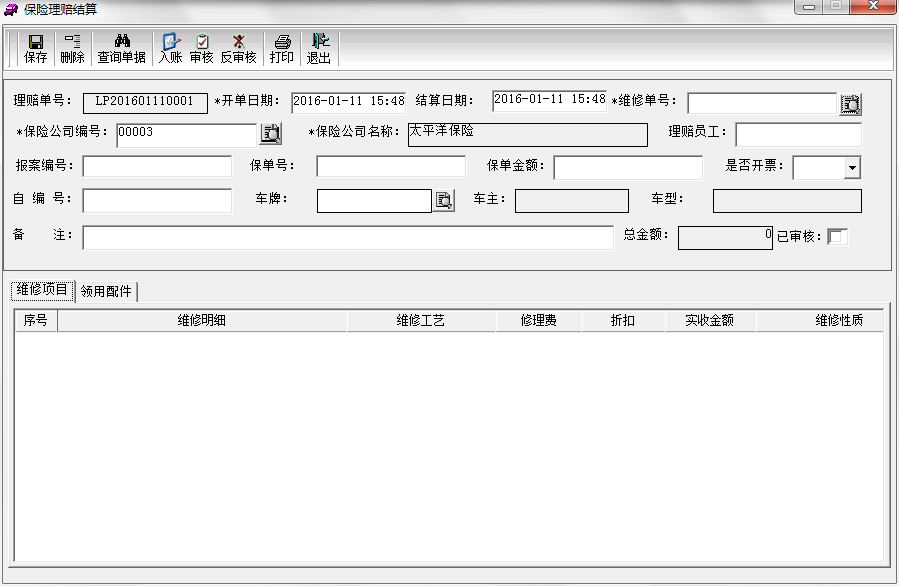 保险理赔结算
保存 删除 查询单据 入账 审核 反审核 打印 退出
理赔单号： LP201601110001 *开单日期： 2016-01-11 15:48 结算日期： 2016-01-11 15:48 *维修单号：
*保险公司编号： 00003 *保险公司名称： 太平洋保险 理赔员工：
报案编号： 保单号： 保单金额： 是否开票：
自 编 号： 车牌： 车主： 车型：
备 注： 总金额： 0 已审核：
维修项目 领用配件
序号 维修明细 维修工艺 修理费 折扣 实收金额 维修性质